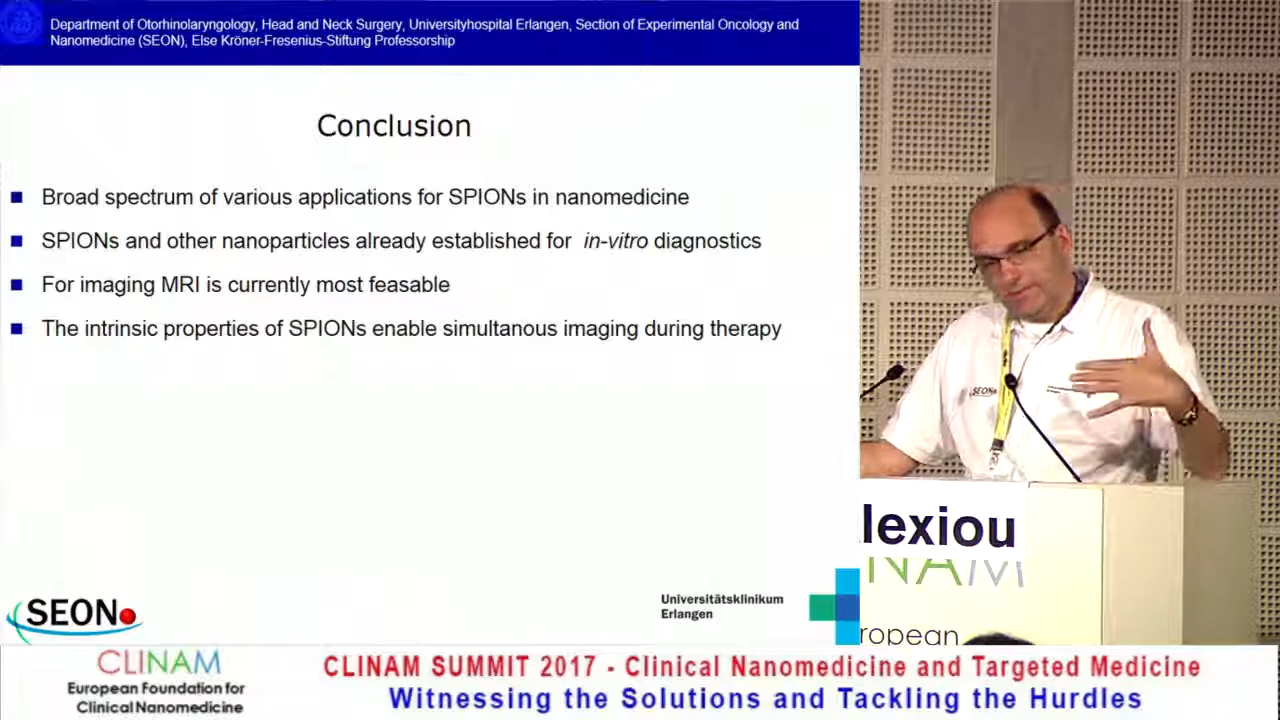 Department of Otorhinolaryngology, Head and Neck Surgery, Universityhospital Erlangen, Section of Experimental Oncology and
Nanomedicine (SEON), Else Kröner-Fresenius-Stiftung Professorship
Conclusion
Broad spectrum of various applications for SPIONs in nanomedicine
SPIONs and other nanoparticles already established for in-vitro diagnostics
For imaging MRI is currently most feasable
The intrinsic properties of SPIONs enable simultanous imaging during therapy
SEON
Universitätsklinikum
Erlangen
SEON
lexiou
NAM
ropean
CLINAM
European Foundation for
Clinical Nanomedicine
CLINAM SUMMIT 2017 - Clinical Nanomedicine and Targeted Medicine
Witnessing the Solutions and Tackling the Hurdles